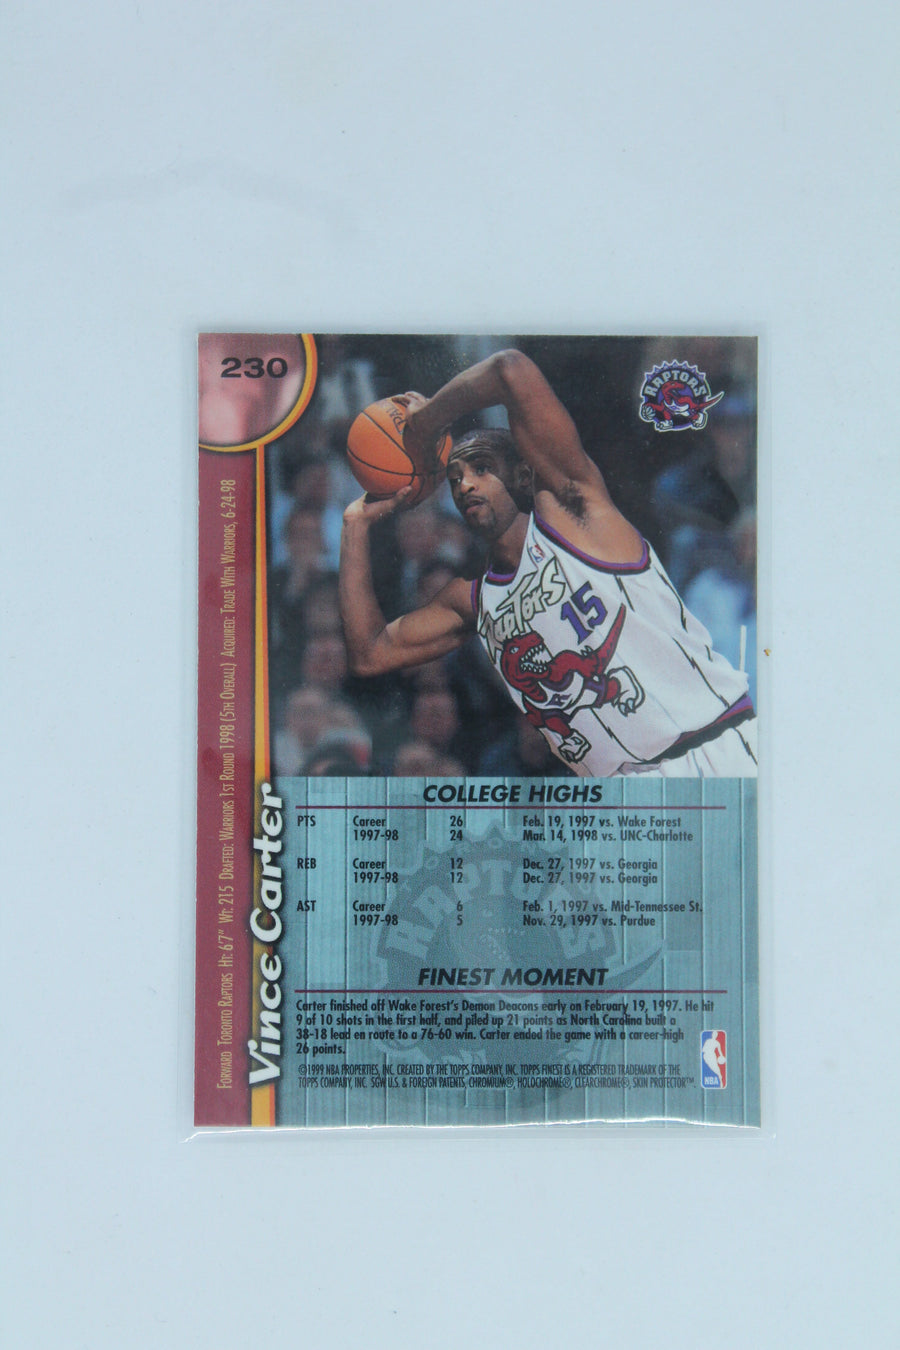 230
RAPTORS
SPALDING
RAPTORS
15
FORWARD TORONTO RAPTORS HT: 6'7" WT: 215 DRAFTED: WARRIORS 1ST ROUND 1998 (5TH OVERALL) ACQUIRED: TRADE WITH WARRIORS, 6-24-98
Vince Carter
COLLEGE HIGHS
PTS Career 26 Feb. 19, 1997 vs. Wake Forest
1997-98 24 Mar. 14, 1998 vs. UNC-Charlotte
REB Career 12 Dec. 27, 1997 vs. Georgia
1997-98 12 Dec. 27, 1997 vs. Georgia
AST Career 6 Feb. 1, 1997 vs. Mid-Tennessee St.
1997-98 5 Nov. 29, 1997 vs. Purdue
RAPTORS
FINEST MOMENT
Carter finished off Wake Forest's Demon Deacons early on February 19, 1997. He hit
9 of 10 shots in the first half, and piled up 21 points as North Carolina built a
38-18 lead en route to a 76-60 win. Carter ended the game with a career-high
26 points.
©1999 NBA PROPERTIES, INC. CREATED BY THE TOPPS COMPANY, INC. TOPPS FINEST IS A REGISTERED TRADEMARK OF THE
TOPPS COMPANY, INC. SGW U.S. & FOREIGN PATENTS, CHROMIUM®, HOLOCHROME®, CLEARCHROME®, SKIN PROTECTOR™.
NBA